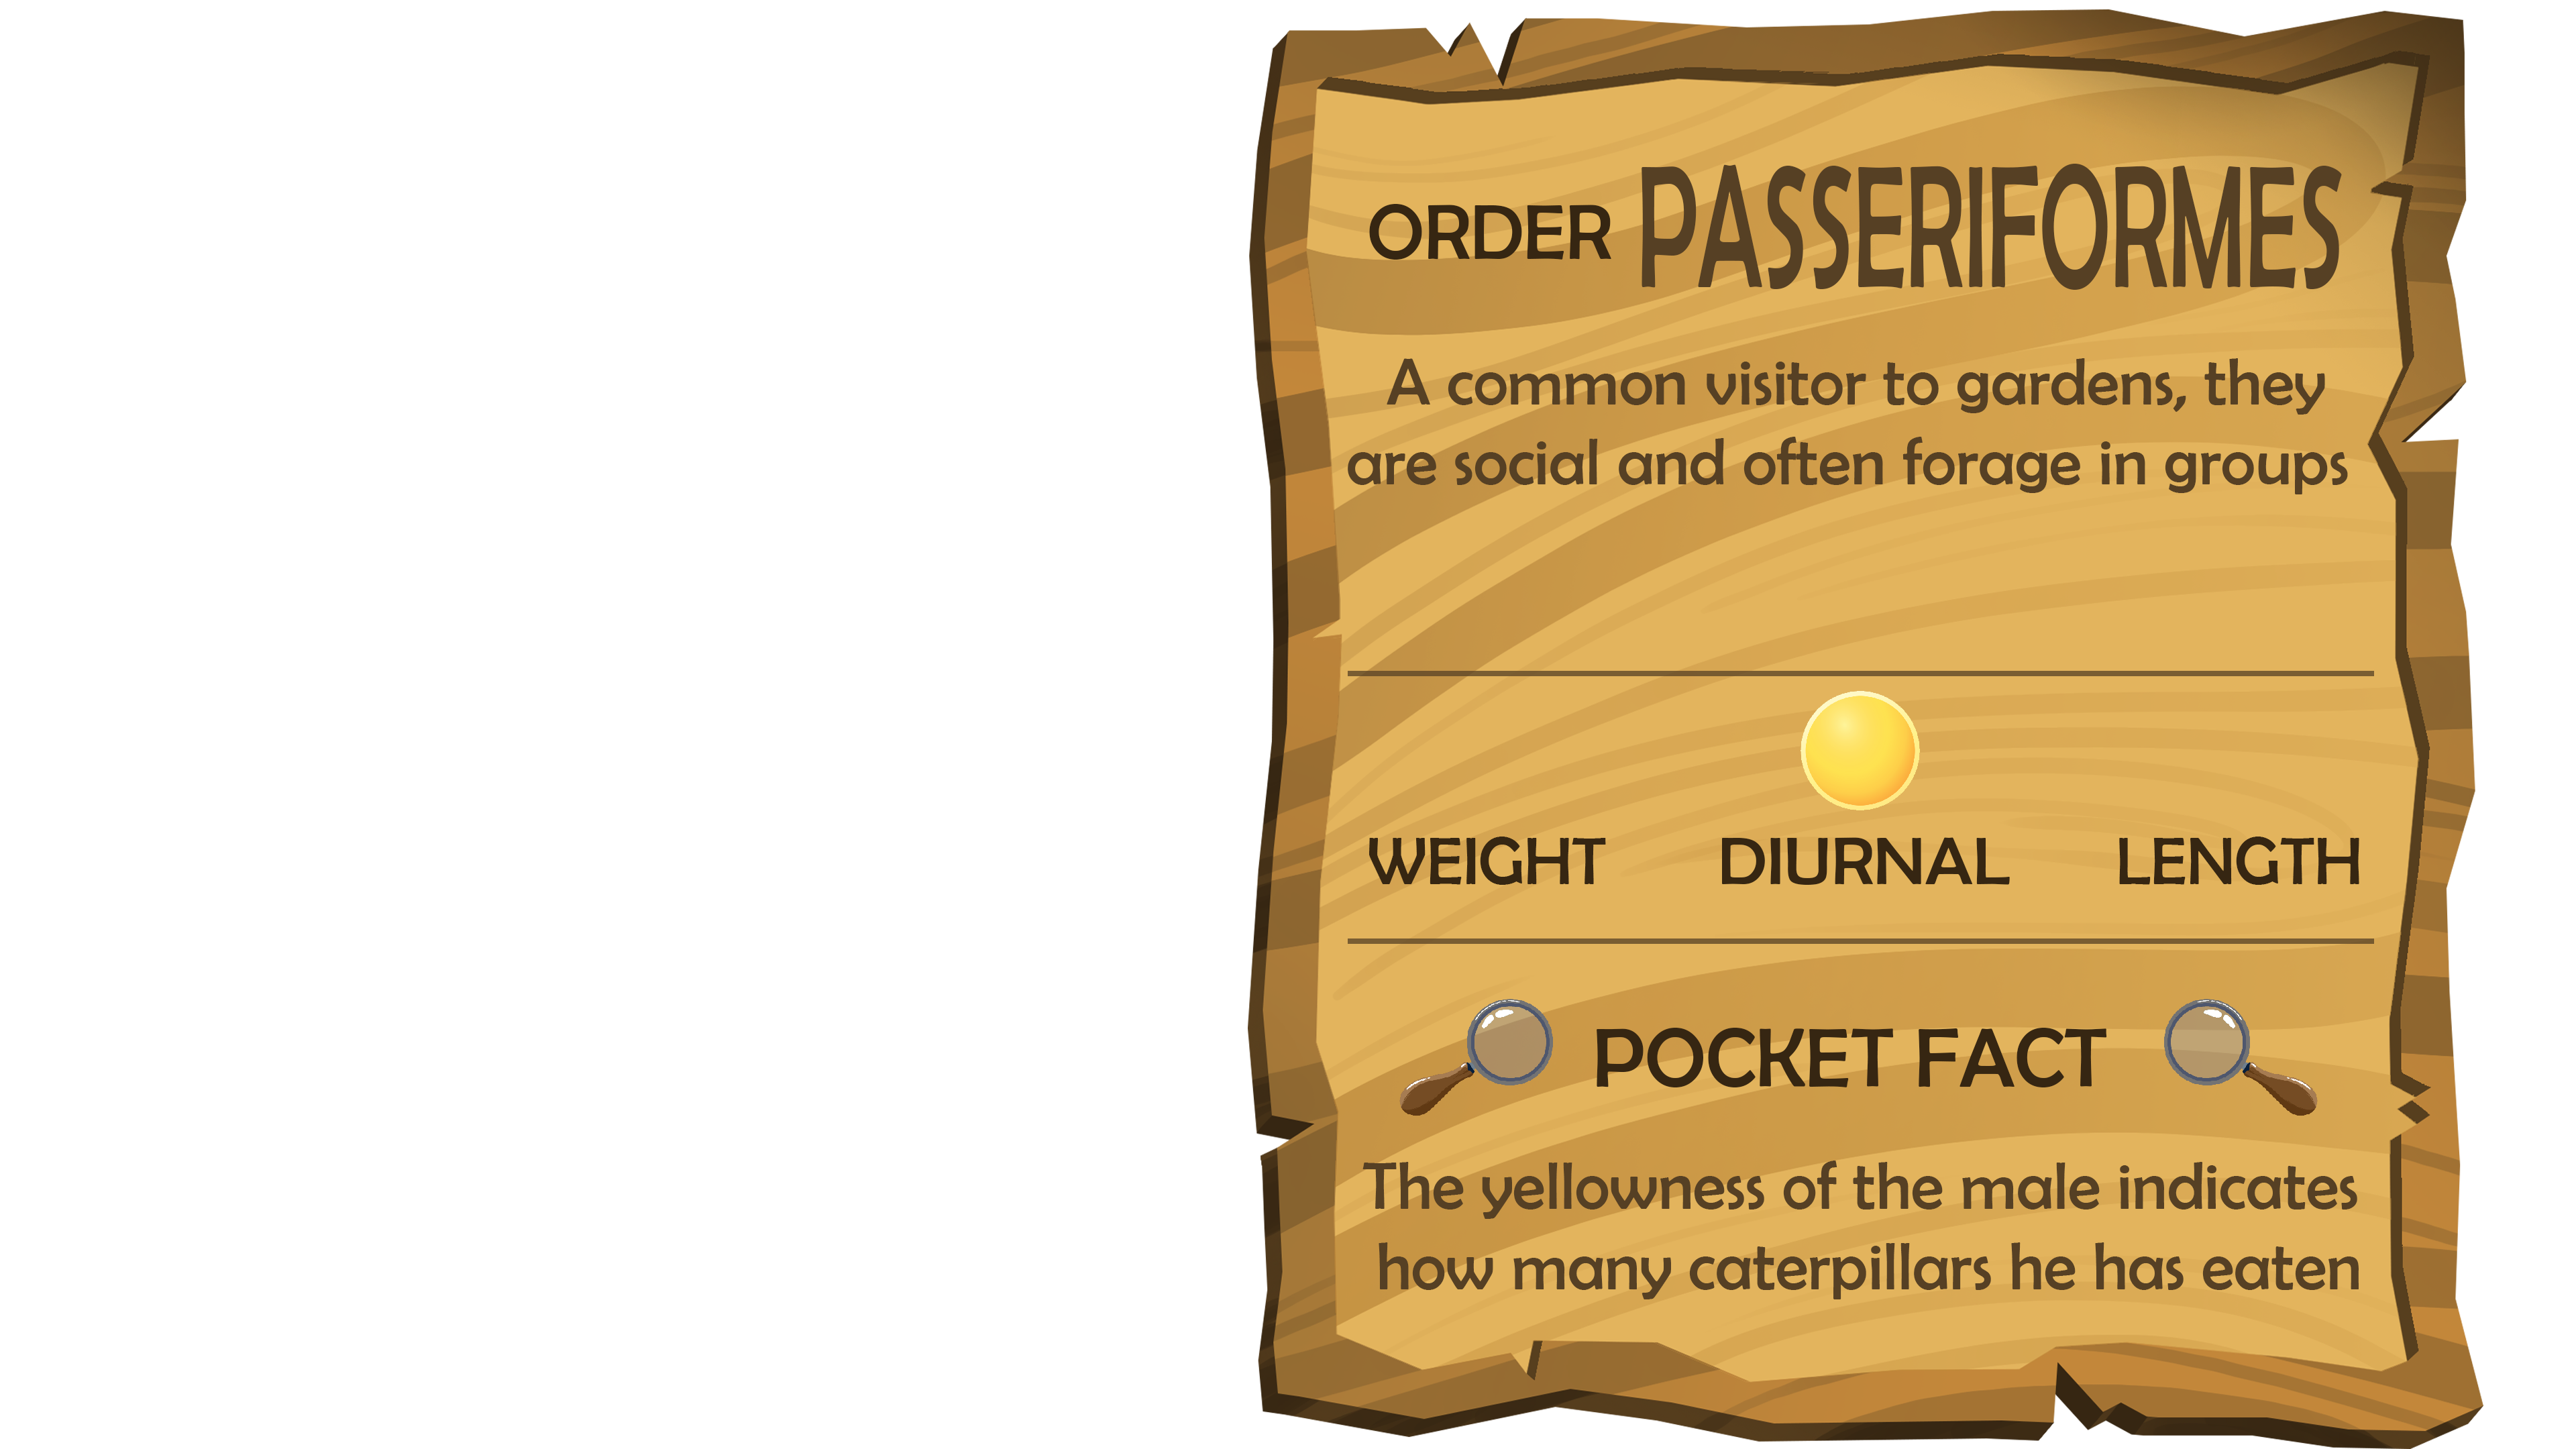 ORDER PASSERIFORMES
A common visitor to gardens, they
are social and often forage in groups
WEIGHT DIURNAL LENGTH
POCKET FACT
The yellowness of the male indicates
how many caterpillars he has eaten